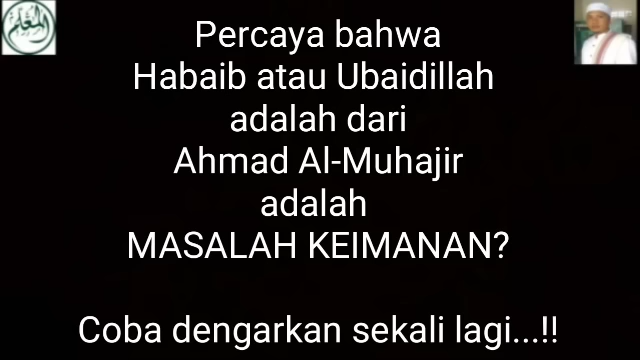 Percaya bahwa
Habaib atau Ubaidillah
adalah dari
Ahmad Al-Muhajir
adalah
MASALAH KEIMANAN?
Coba dengarkan sekali lagi...!!